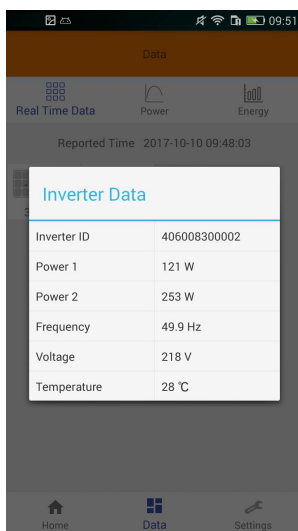 09:51
Data
Real Time Data Power Energy
Reported Time 2017-10-10 09:48:03
Inverter Data
Inverter ID 406008300002
Power 1 121 W
Power 2 253 W
Frequency 49.9 Hz
Voltage 218 V
Temperature 28 ℃
Home Data Settings